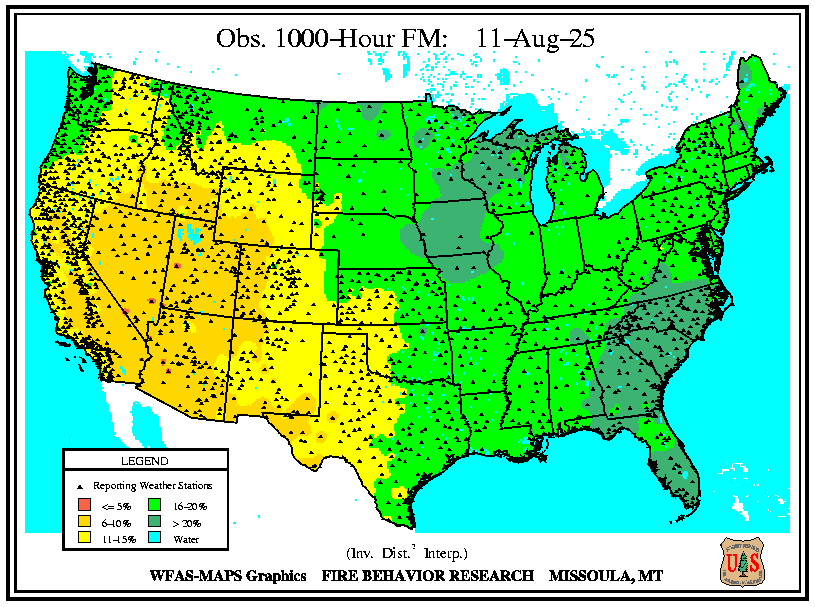 Obs. 1000-Hour FM: 11-Aug-25
LEGEND
Reporting Weather Stations
<= 5%
16-20%
6-10%
> 20%
11-15%
Water
(Inv. Dist.² Interp.)
WFAS-MAPS Graphics FIRE BEHAVIOR RESEARCH MISSOULA, MT
U S